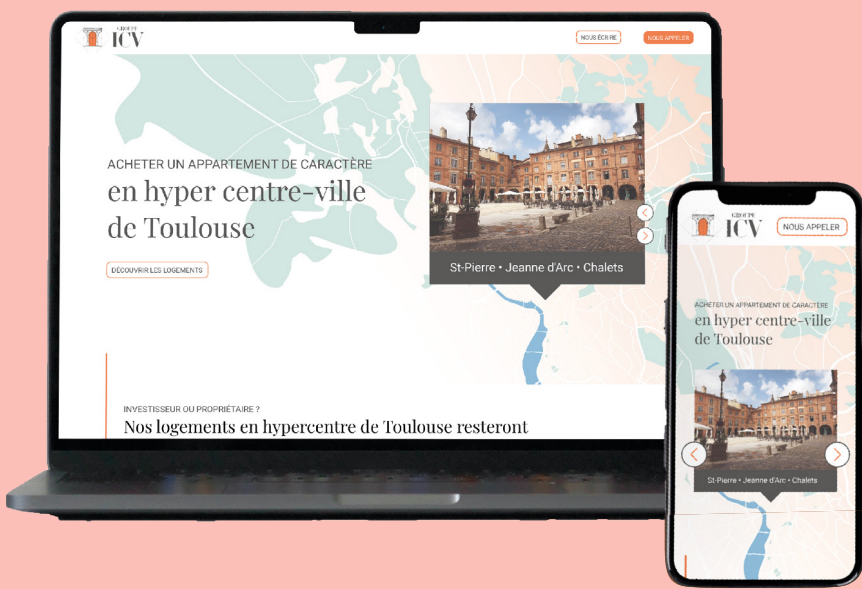 GROUPE
ICV
NOUS ÉCRIRE
NOUS APPELER
ACHETER UN APPARTEMENT DE CARACTÈRE
en hyper centre-ville
de Toulouse
DÉCOUVRIR LES LOGEMENTS
St-Pierre • Jeanne d'Arc • Chalets
INVESTISSEUR OU PROPRIÉTAIRE ?
Nos logements en hypercentre de Toulouse resteront
GROUPE
ICV
NOUS APPELER
ACHETER UN APPARTEMENT DE CARACTÈRE
en hyper centre-ville
de Toulouse
St-Pierre • Jeanne d'Arc • Chalets